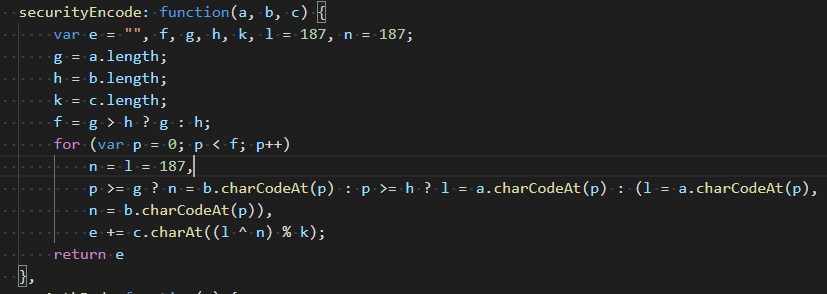 securityEncode: function(a, b, c) {
    var e = "", f, g, h, k, l = 187, n = 187;
    g = a.length;
    h = b.length;
    k = c.length;
    f = g > h ? g : h;
    for (var p = 0; p < f; p++)
        n = l = 187,
        p >= g ? n = b.charCodeAt(p) : p >= h ? l = a.charCodeAt(p) : (l = a.charCodeAt(p),
        n = b.charCodeAt(p)),
        e += c.charAt((l ^ n) % k);
    return e
},